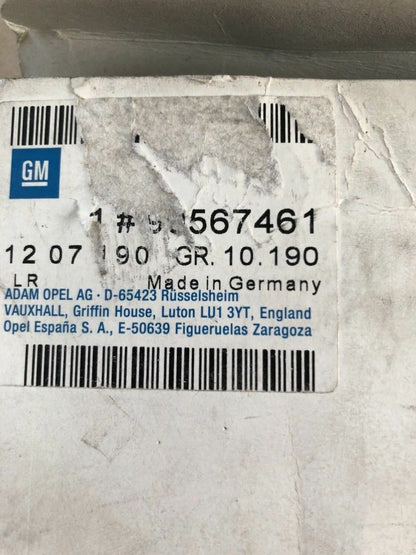 GM
1 # 567461
12 07 190 GR. 10.190
LR Made in Germany
ADAM OPEL AG · D-65423 Rüsselsheim
VAUXHALL, Griffin House, Luton LU1 3YT, England
Opel España S. A., E-50639 Figueruelas Zaragoza